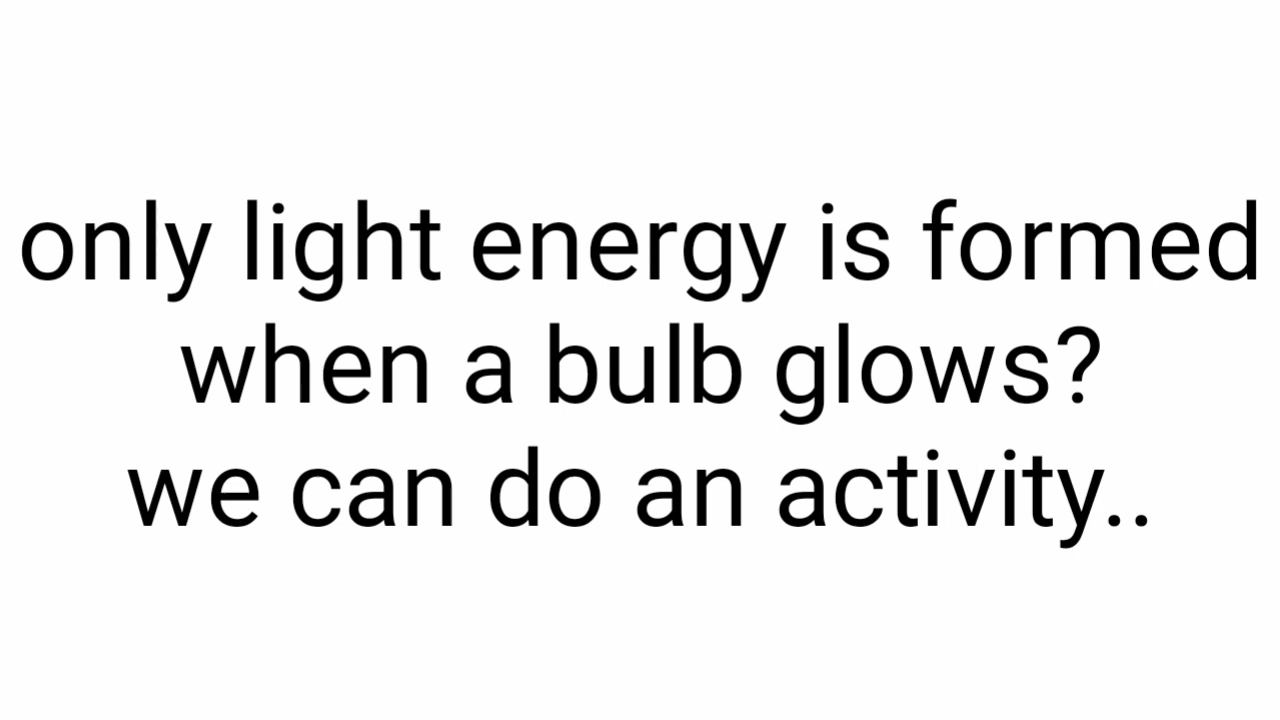 only light energy is formed
when a bulb glows?
we can do an activity..